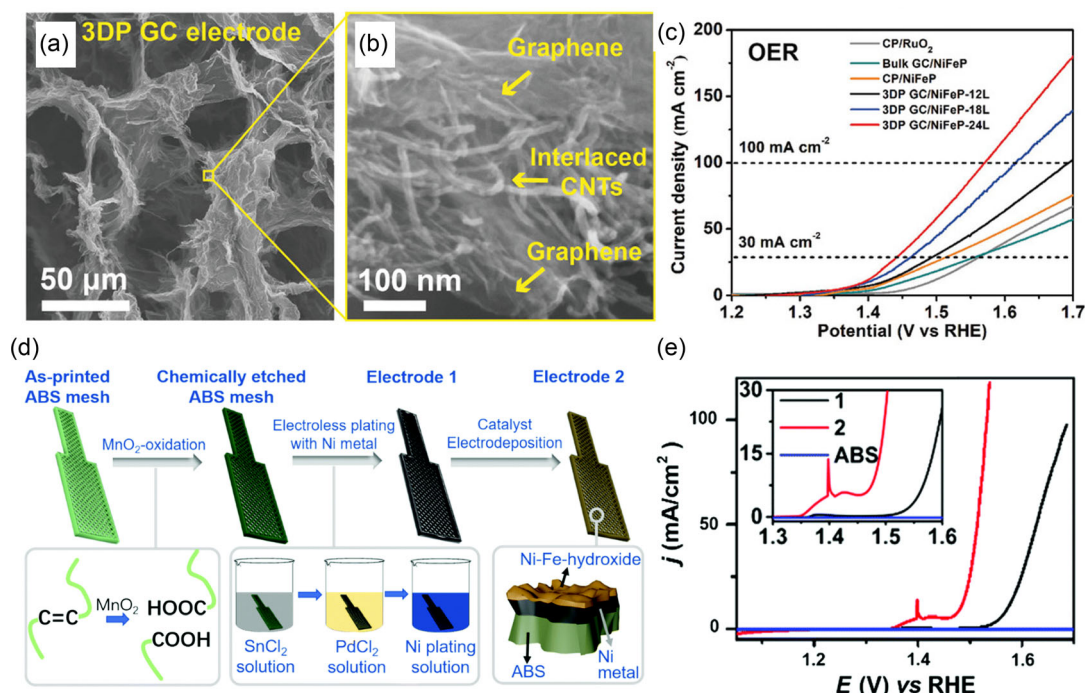 (a)
3DP GC electrode
50 μm
(b)
Graphene
Interlaced
CNTs
Graphene
100 nm
(c)
OER
CP/RuO2
Bulk GC/NiFeP
CP/NiFeP
3DP GC/NiFeP-12L
3DP GC/NiFeP-18L
3DP GC/NiFeP-24L
100 mA cm-2
30 mA cm-2
Current density (mA cm-2)
200
150
100
50
0
1.2 1.3 1.4 1.5 1.6 1.7
Potential (V vs RHE)
(d)
As-printed
ABS mesh
MnO2-oxidation
Chemically etched
ABS mesh
Electroless plating
with Ni metal
Electrode 1
Catalyst
Electrodeposition
Electrode 2
C=C
MnO2
HOOC
COOH
SnCl2
solution
PdCl2
solution
Ni plating
solution
Ni-Fe-hydroxide
ABS
Ni
metal
(e)
j (mA/cm2)
100
50
0
30
15
0
1
2
ABS
1.3 1.4 1.5 1.6
1.2 1.4 1.6
E (V) vs RHE